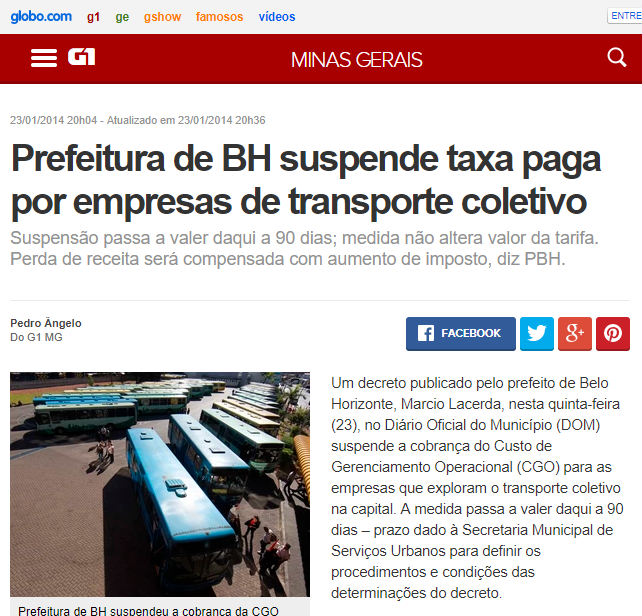 globo.com g1 ge gshow famosos vídeos ENTRE
G1 MINAS GERAIS
23/01/2014 20h04 - Atualizado em 23/01/2014 20h36
Prefeitura de BH suspende taxa paga
por empresas de transporte coletivo
Suspensão passa a valer daqui a 90 dias; medida não altera valor da tarifa.
Perda de receita será compensada com aumento de imposto, diz PBH.
Pedro Ângelo
Do G1 MG
FACEBOOK
g+
Um decreto publicado pelo prefeito de Belo
Horizonte, Marcio Lacerda, nesta quinta-feira
(23), no Diário Oficial do Município (DOM)
suspende a cobrança do Custo de
Gerenciamento Operacional (CGO) para as
empresas que exploram o transporte coletivo
na capital. A medida passa a valer daqui a 90
dias – prazo dado à Secretaria Municipal de
Serviços Urbanos para definir os
procedimentos e condições das
determinações do decreto.
Prefeitura de BH suspendeu a cobrança da CGO